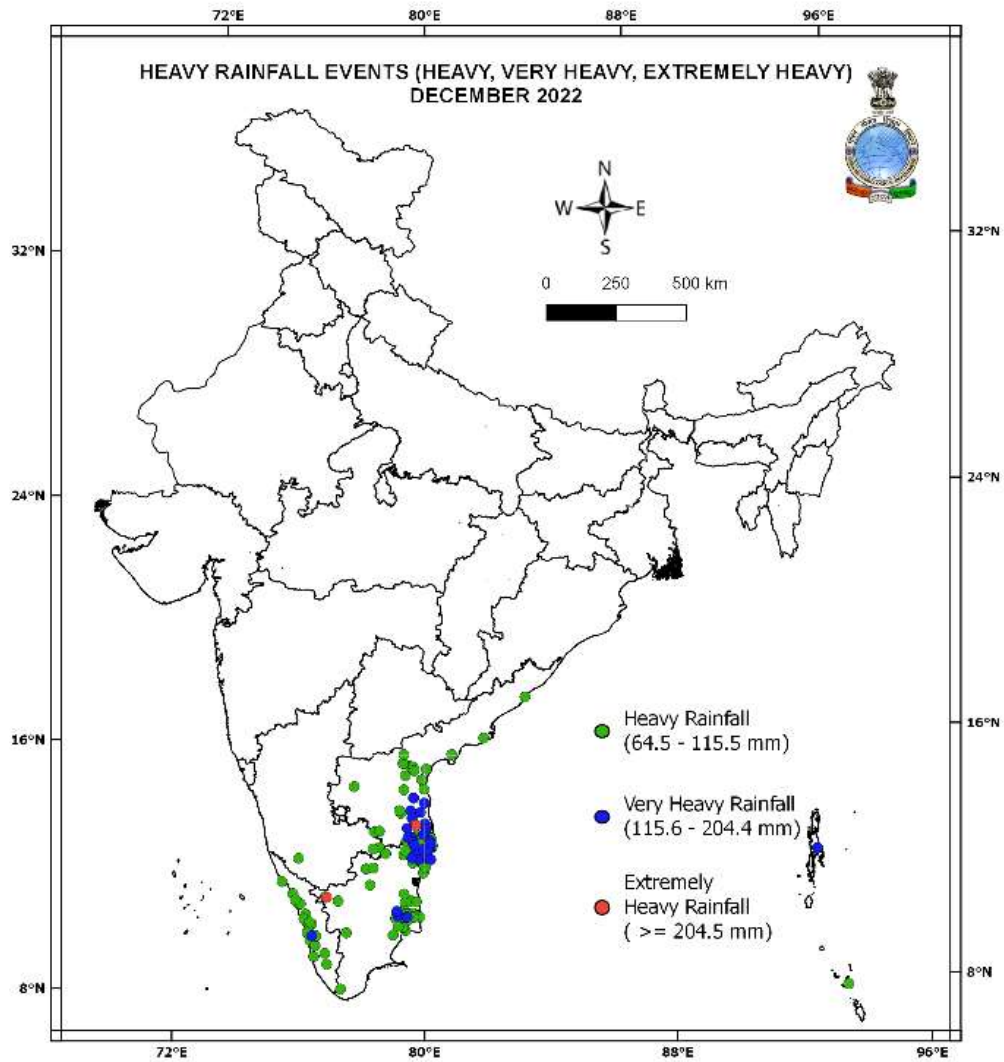 72°E 80°E 88°E 96°E
HEAVY RAINFALL EVENTS (HEAVY, VERY HEAVY, EXTREMELY HEAVY)
DECEMBER 2022
N
W E
S
32°N 32°N
0 250 500 km
24°N 24°N
16°N 16°N
Heavy Rainfall
(64.5 - 115.5 mm)
Very Heavy Rainfall
(115.6 - 204.4 mm)
Extremely
Heavy Rainfall
( >= 204.5 mm)
8°N 8°N
72°E 80°E 88°E 96°E